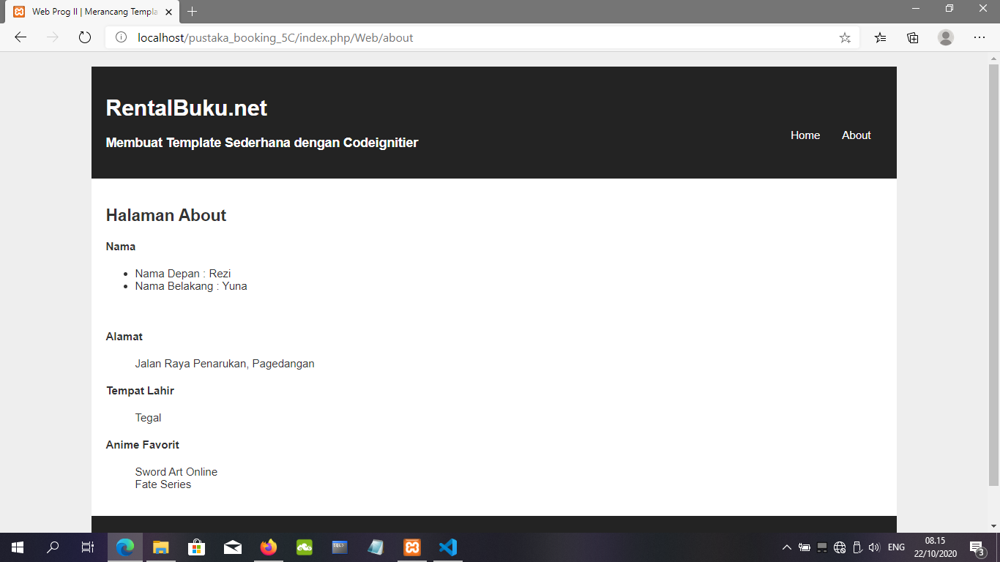 Web Prog II | Merancang Templa
localhost/pustaka_booking_5C/index.php/Web/about
RentalBuku.net
Membuat Template Sederhana dengan Codeignitier
Home About
Halaman About
Nama
Nama Depan : Rezi
Nama Belakang : Yuna
Alamat
Jalan Raya Penarukan, Pagedangan
Tempat Lahir
Tegal
Anime Favorit
Sword Art Online
Fate Series
ENG
08.15
22/10/2020
3